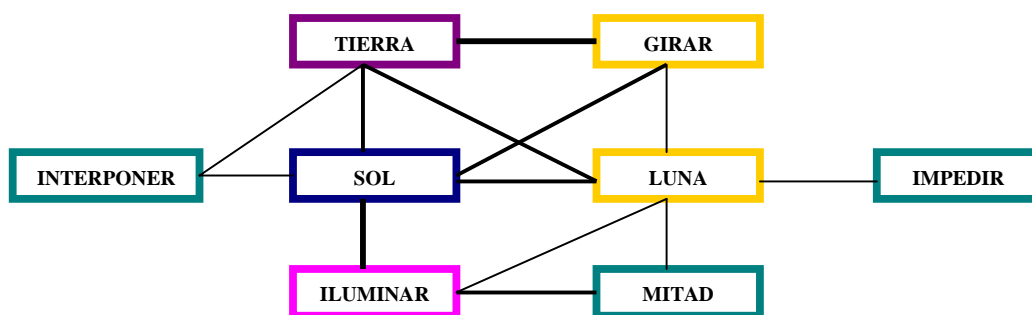 TIERRA
GIRAR
INTERPONER
SOL
LUNA
IMPEDIR
ILUMINAR
MITAD